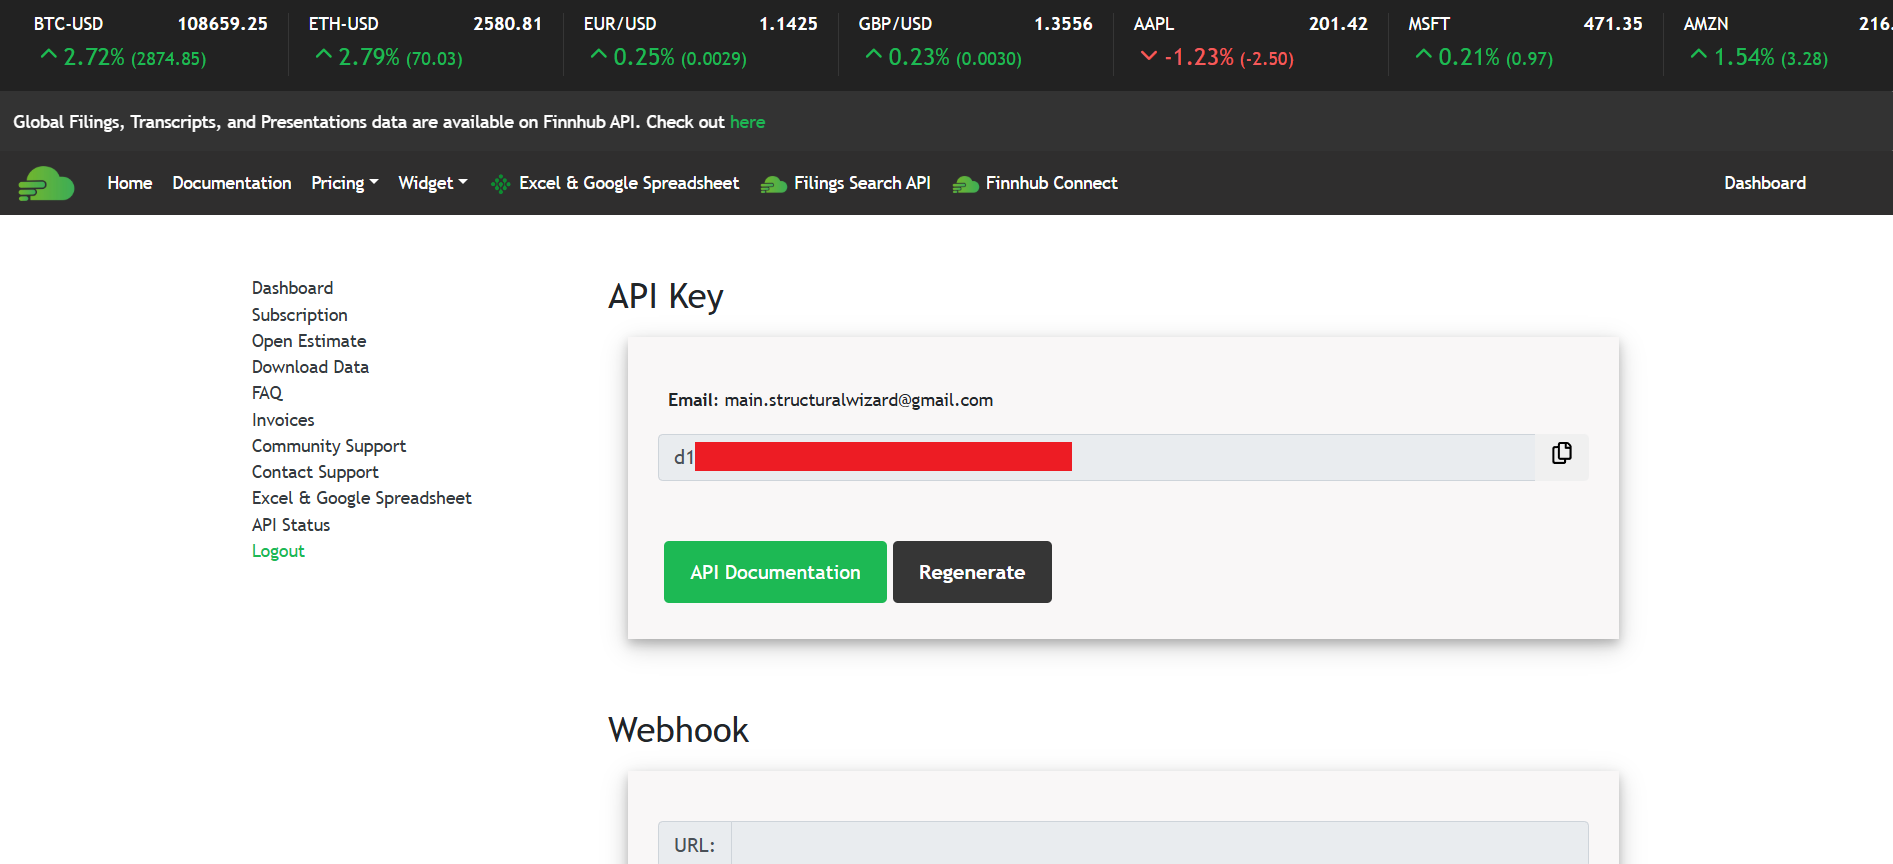 BTC-USD 108659.25 ETH-USD 2580.81 EUR/USD 1.1425 GBP/USD 1.3556 AAPL 201.42 MSFT 471.35 AMZN 216.
2.72% (2874.85) 2.79% (70.03) 0.25% (0.0029) 0.23% (0.0030) -1.23% (-2.50) 0.21% (0.97) 1.54% (3.28)
Global Filings, Transcripts, and Presentations data are available on Finnhub API. Check out here
Home Documentation Pricing Widget Excel & Google Spreadsheet Filings Search API Finnhub Connect Dashboard
Dashboard
Subscription
Open Estimate
Download Data
FAQ
Invoices
Community Support
Contact Support
Excel & Google Spreadsheet
API Status
Logout
API Key
Email: main.structuralwizard@gmail.com
d1
API Documentation Regenerate
Webhook
URL: